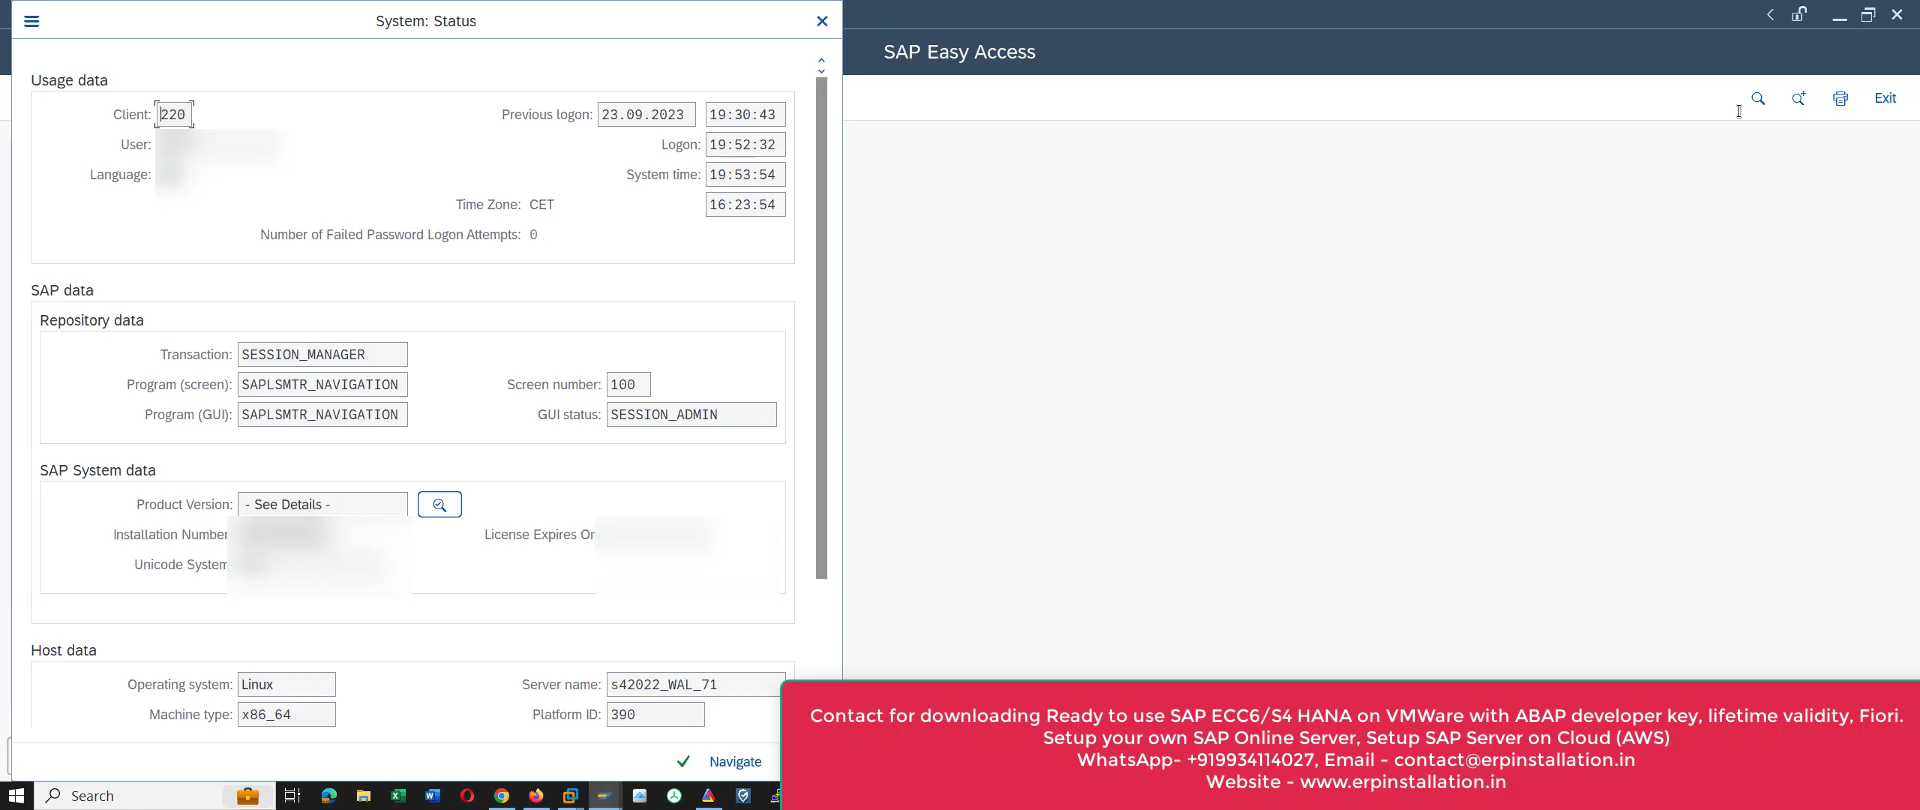 System: Status
SAP Easy Access
Exit
Usage data
Client: 220
Previous logon: 23.09.2023 19:30:43
User:
Logon: 19:52:32
Language:
System time: 19:53:54
Time Zone: CET 16:23:54
Number of Failed Password Logon Attempts: 0
SAP data
Repository data
Transaction: SESSION_MANAGER
Program (screen): SAPLSMTR_NAVIGATION
Screen number: 100
Program (GUI): SAPLSMTR_NAVIGATION
GUI status: SESSION_ADMIN
SAP System data
Product Version: - See Details -
Installation Number
License Expires On
Unicode System
Host data
Operating system: Linux
Server name: s42022_WAL_71
Machine type: x86_64
Platform ID: 390
Navigate
Contact for downloading Ready to use SAP ECC6/S4 HANA on VMWare with ABAP developer key, lifetime validity, Fiori.
Setup your own SAP Online Server, Setup SAP Server on Cloud (AWS)
WhatsApp- +919934114027, Email - contact@erpinstallation.in
Website - www.erpinstallation.in
Search